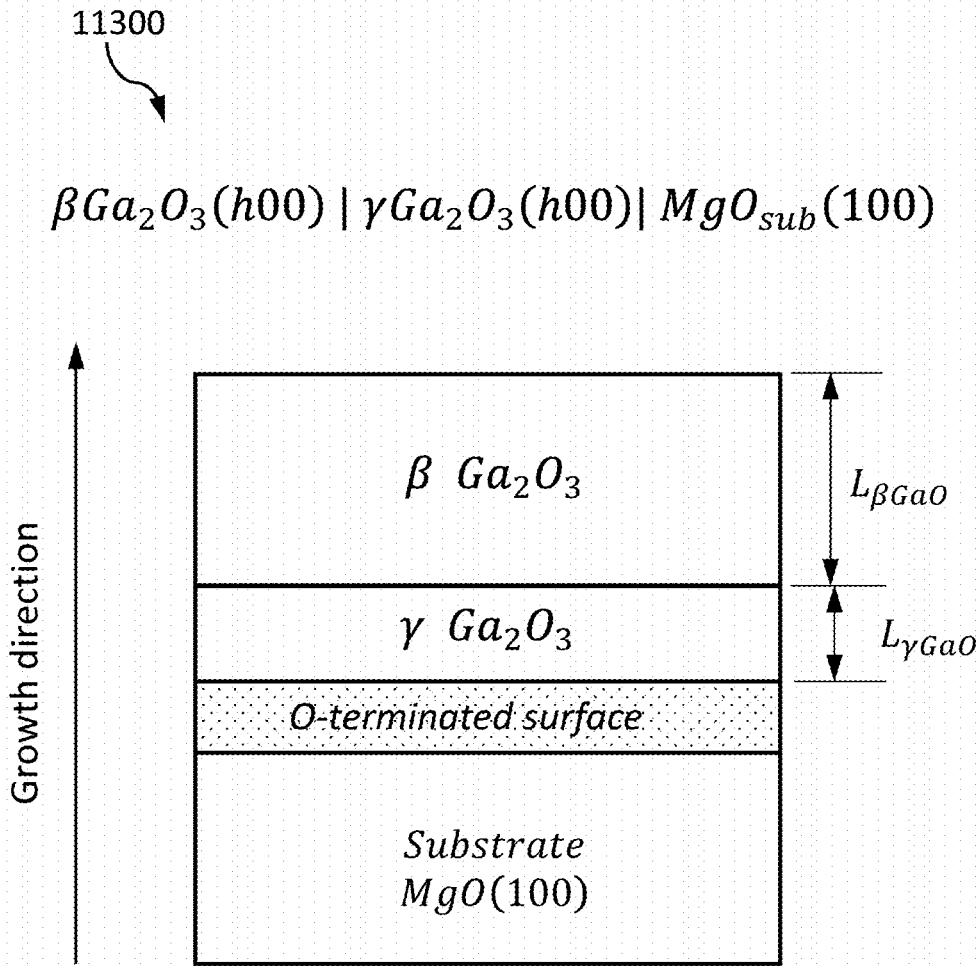 11300
βGa₂O₃(h00) | γGa₂O₃(h00)| MgO_sub(100)
β Ga₂O₃
L_βGaO
γ Ga₂O₃
L_γGaO
O-terminated surface
Growth direction
Substrate
MgO(100)